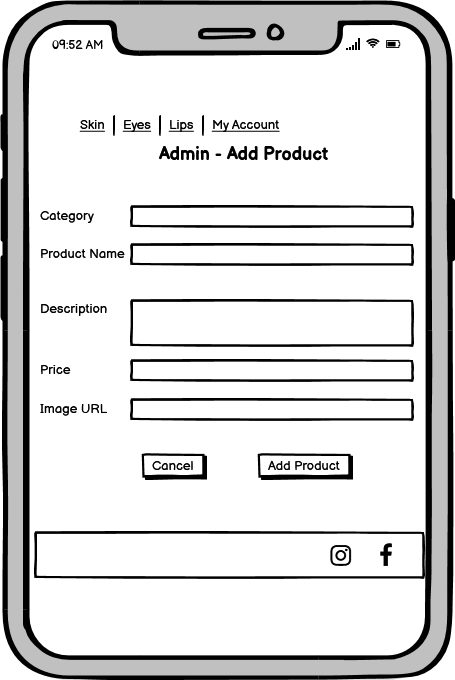 09:52 AM
Skin Eyes Lips My Account
Admin - Add Product
Category
Product Name
Description
Price
Image URL
Cancel Add Product